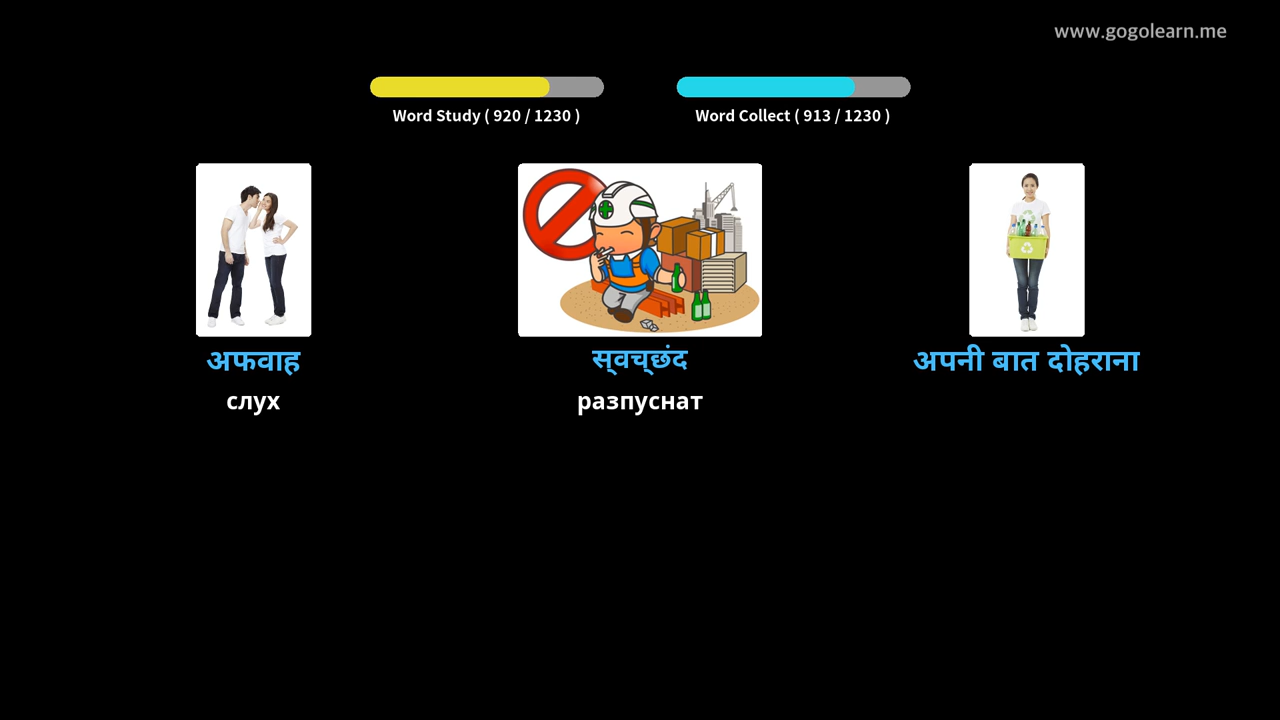 www.gogolearn.me
Word Study ( 920 / 1230 )
Word Collect ( 913 / 1230 )
अफवाह
स्वच्छंद
अपनी बात दोहराना
слух
разпуснат